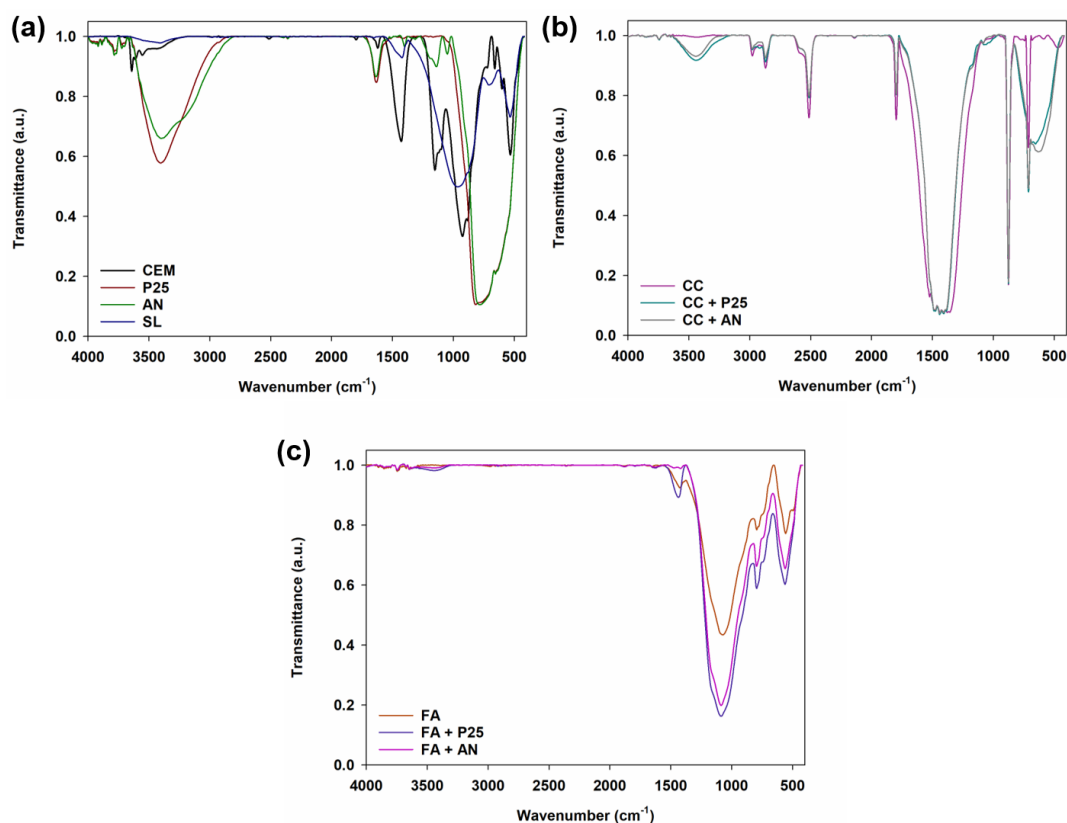 (a)
1.0
0.8
0.6
0.4
0.2
0.0
Transmittance (a.u.)
CEM
P25
AN
SL
4000 3500 3000 2500 2000 1500 1000 500
Wavenumber (cm-1)
(b)
1.0
0.8
0.6
0.4
0.2
0.0
Transmittance (a.u.)
CC
CC + P25
CC + AN
4000 3500 3000 2500 2000 1500 1000 500
Wavenumber (cm-1)
(c)
1.0
0.8
0.6
0.4
0.2
0.0
Transmittance (a.u.)
FA
FA + P25
FA + AN
4000 3500 3000 2500 2000 1500 1000 500
Wavenumber (cm-1)